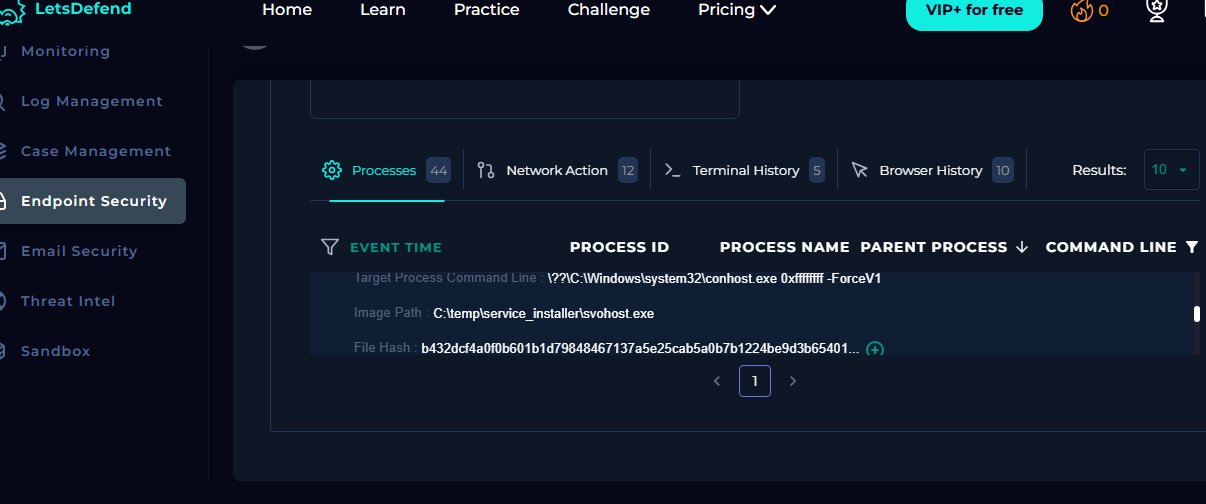 LetsDefend
Home Learn Practice Challenge Pricing VIP+ for free 0
Monitoring
Log Management
Case Management
Endpoint Security
Email Security
Threat Intel
Sandbox
Processes 44 Network Action 12 Terminal History 5 Browser History 10 Results: 10
EVENT TIME PROCESS ID PROCESS NAME PARENT PROCESS COMMAND LINE
Target Process Command Line : \??\C:\Windows\system32\conhost.exe 0xffffffff -ForceV1
Image Path : C:\temp\service_installer\svohost.exe
File Hash : b432dcf4a0f0b601b1d79848467137a5e25cab5a0b7b1224be9d3b65401...
1